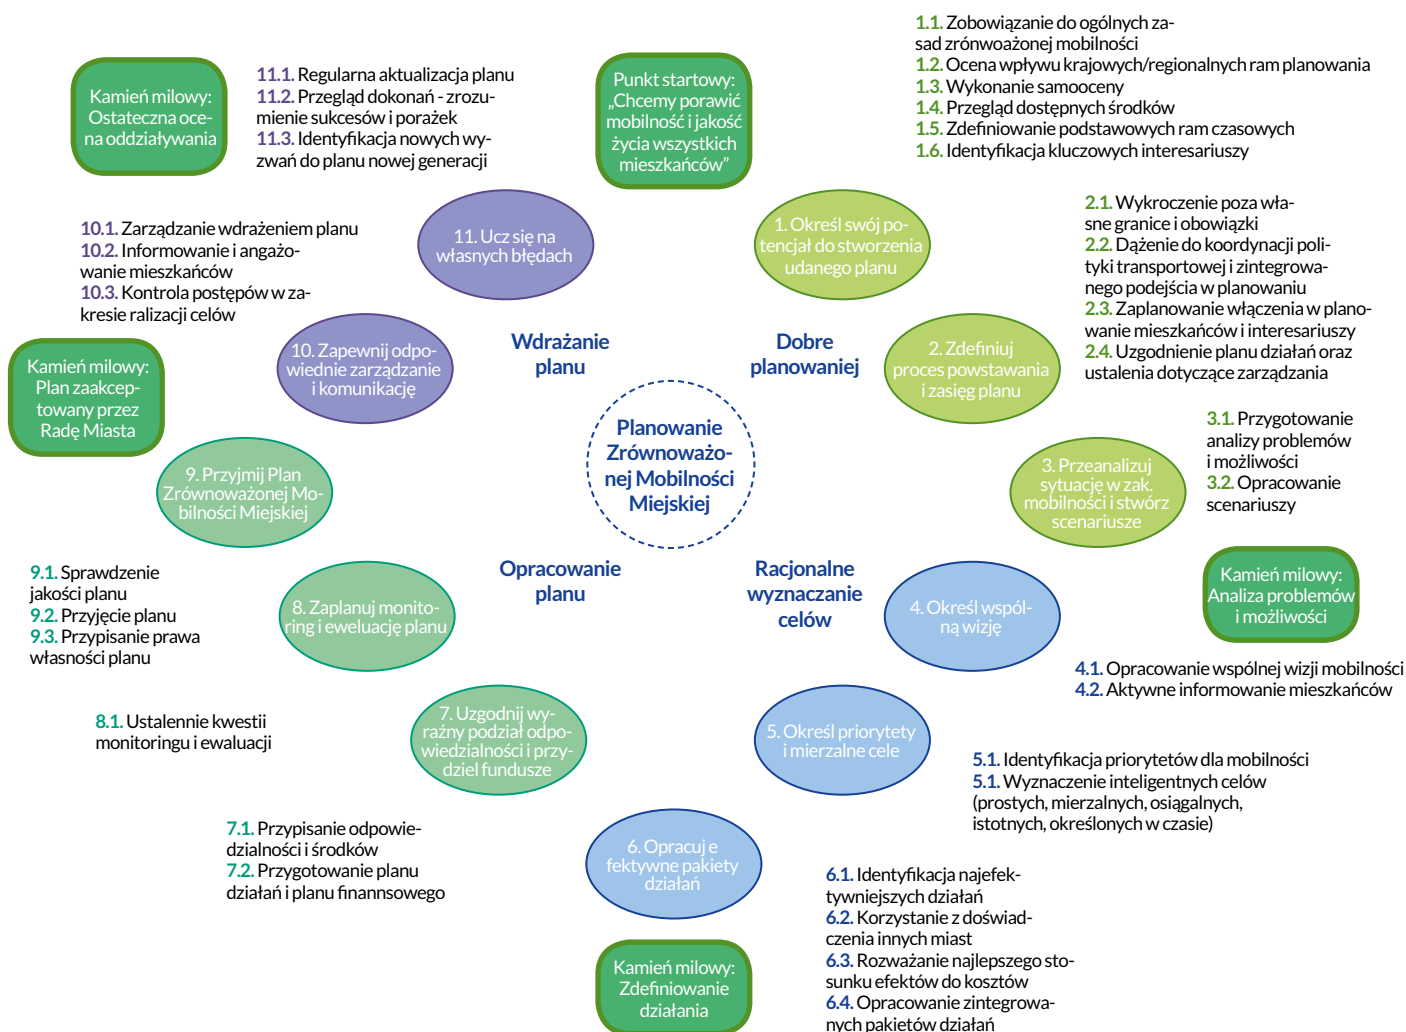 Punkt startowy:
„Chcemy porawić
mobilność i jakość
życia wszystkich
mieszkańców”
1.1. Zobowiązanie do ogólnych za-
sad zrónwoażonej mobilności
1.2. Ocena wpływu krajowych/regionalnych ram planowania
1.3. Wykonanie samooceny
1.4. Przegląd dostępnych środków
1.5. Zdefiniowanie podstawowych ram czasowych
1.6. Identyfikacja kluczowych interesariuszy
Kamień milowy:
Ostateczna oce-
na oddziaływania
11.1. Regularna aktualizacja planu
11.2. Przegląd dokonań - zrozu-
mienie sukcesów i porażek
11.3. Identyfikacja nowych wy-
zwań do planu nowej generacji
11. Ucz się na
własnych błędach
1. Określ swój po-
tencjał do stworzenia
udanego planu
2.1. Wykroczenie poza wła-
sne granice i obowiązki
2.2. Dążenie do koordynacji poli-
tyki transportowej i zintegrowa-
nego podejścia w planowaniu
2.3. Zaplanowanie włączenia w plano-
wanie mieszkańców i interesariuszy
2.4. Uzgodnienie planu działań oraz
ustalenia dotyczące zarządzania
10.1. Zarządzanie wdrażeniem planu
10.2. Informowanie i angażo-
wanie mieszkańców
10.3. Kontrola postępów w za-
kresie ralizacji celów
10. Zapewnij odpo-
wiednie zarządzanie
i komunikację
Wdrażanie
planu
Dobre
planowaniej
2. Zdefiniuj
proces powstawania
i zasięg planu
Kamień milowy:
Plan zaakcep-
towany przez
Radę Miasta
Planowanie
Zrównoważo-
nej Mobilności
Miejskiej
3.1. Przygotowanie
analizy problemów
i możliwości
3.2. Opracowanie
scenariuszy
9. Przyjmij Plan
Zrównoważonej Mo-
bilności Miejskiej
3. Przeanalizuj
sytuację w zak.
mobilności i stwórz
scenariusze
9.1. Sprawdzenie
jakości planu
9.2. Przyjęcie planu
9.3. Przypisanie prawa
własności planu
8. Zaplanuj monito-
ring i eweluację planu
Opracowanie
planu
Racjonalne
wyznaczanie
celów
4. Określ wspól-
ną wizję
Kamień milowy:
Analiza problemów
i możliwości
4.1. Opracowanie wspólnej wizji mobilności
4.2. Aktywne informowanie mieszkańców
8.1. Ustalennie kwestii
monitoringu i ewaluacji
7. Uzgodnij wy-
raźny podział odpo-
wiedzialności i przy-
dziel fundusze
5. Określ priorytety
i mierzalne cele
5.1. Identyfikacja priorytetów dla mobilności
5.1. Wyznaczenie inteligentnych celów
(prostych, mierzalnych, osiągalnych,
istotnych, określonych w czasie)
7.1. Przypisanie odpowie-
dzialności i środków
7.2. Przygotowanie planu
działań i planu finannsowego
6. Opracuj e
fektywne pakiety
działań
6.1. Identyfikacja najefek-
tywniejszych działań
6.2. Korzystanie z doświad-
czenia innych miast
6.3. Rozważanie najlepszego sto-
sunku efektów do kosztów
6.4. Opracowanie zintegrowa-
nych pakietów działań
Kamień milowy:
Zdefiniowanie
działania